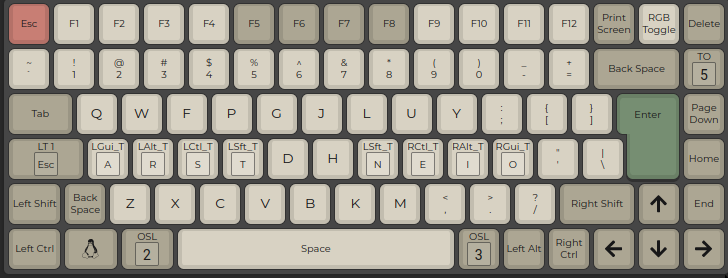 Esc F1 F2 F3 F4 F5 F6 F7 F8 F9 F10 F11 F12 Print Screen RGB Toggle Delete
~ ` ! 1 @ 2 # 3 $ 4 % 5 ^ 6 & 7 * 8 ( 9 ) 0 _ - + = Back Space TO 5
Tab Q W F P G J L U Y : ; { [ } ] Enter Page Down
LT 1 Esc LGui_T A LAlt_T R LCtl_T S LSft_T T D H LSft_T N RCtl_T E RAlt_T I RGui_T O " ' | \ Home
Left Shift Back Space Z X C V B K M < , > . ? / Right Shift ↑ End
Left Ctrl OSL 2 Space OSL 3 Left Alt Right Ctrl ← ↓ →